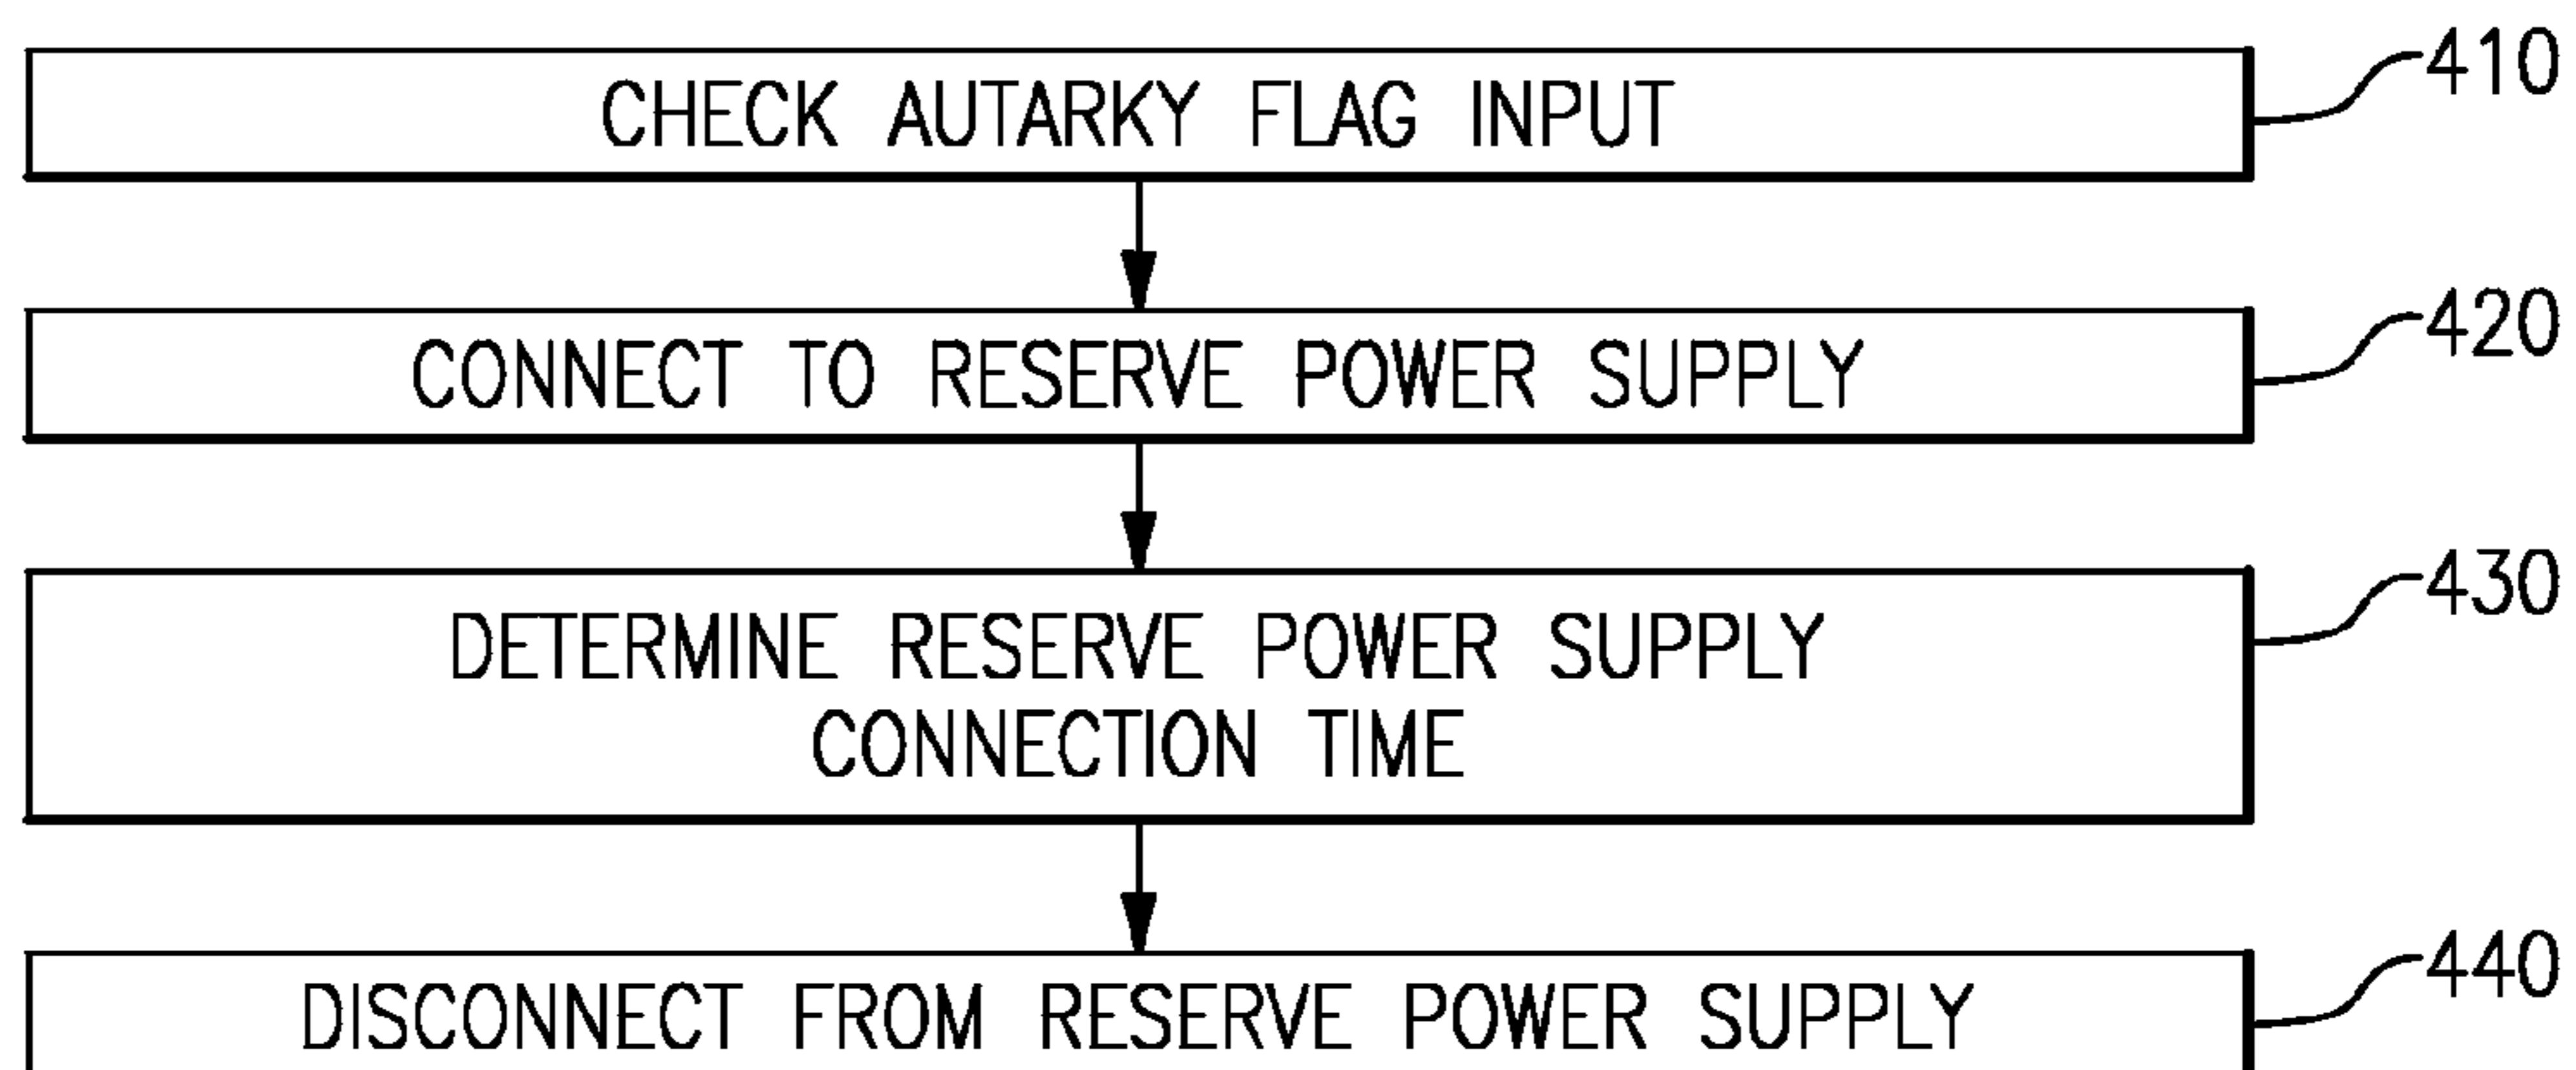 CHECK AUTARKY FLAG INPUT
410
CONNECT TO RESERVE POWER SUPPLY
420
DETERMINE RESERVE POWER SUPPLY
CONNECTION TIME
430
DISCONNECT FROM RESERVE POWER SUPPLY
440